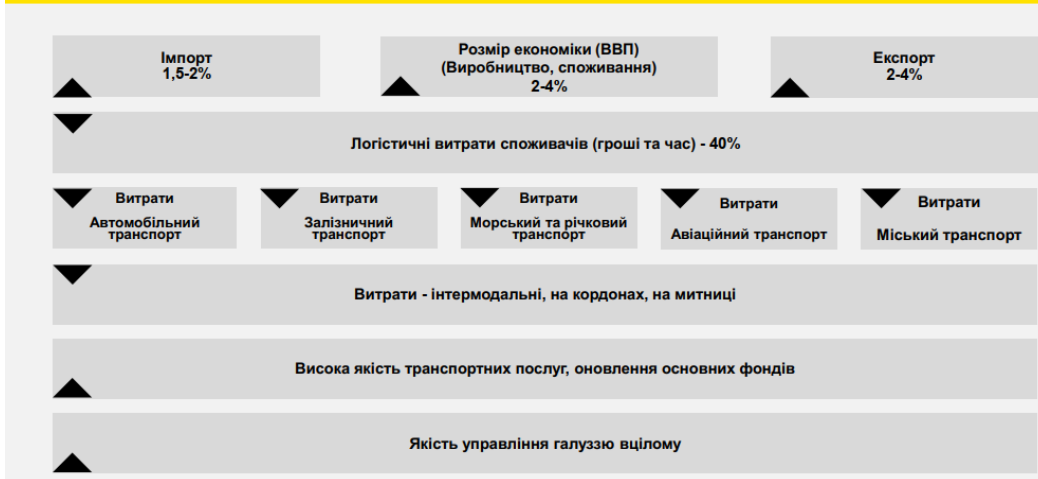 Імпорт
1,5-2%
Розмір економіки (ВВП)
(Виробництво, споживання)
2-4%
Експорт
2-4%
Логістичні витрати споживачів (гроші та час) - 40%
Витрати
Автомобільний
транспорт
Витрати
Залізничний
транспорт
Витрати
Морський та річковий
транспорт
Витрати
Авіаційний транспорт
Витрати
Міський транспорт
Витрати - інтермодальні, на кордонах, на митниці
Висока якість транспортних послуг, оновлення основних фондів
Якість управління галуззю вцілому